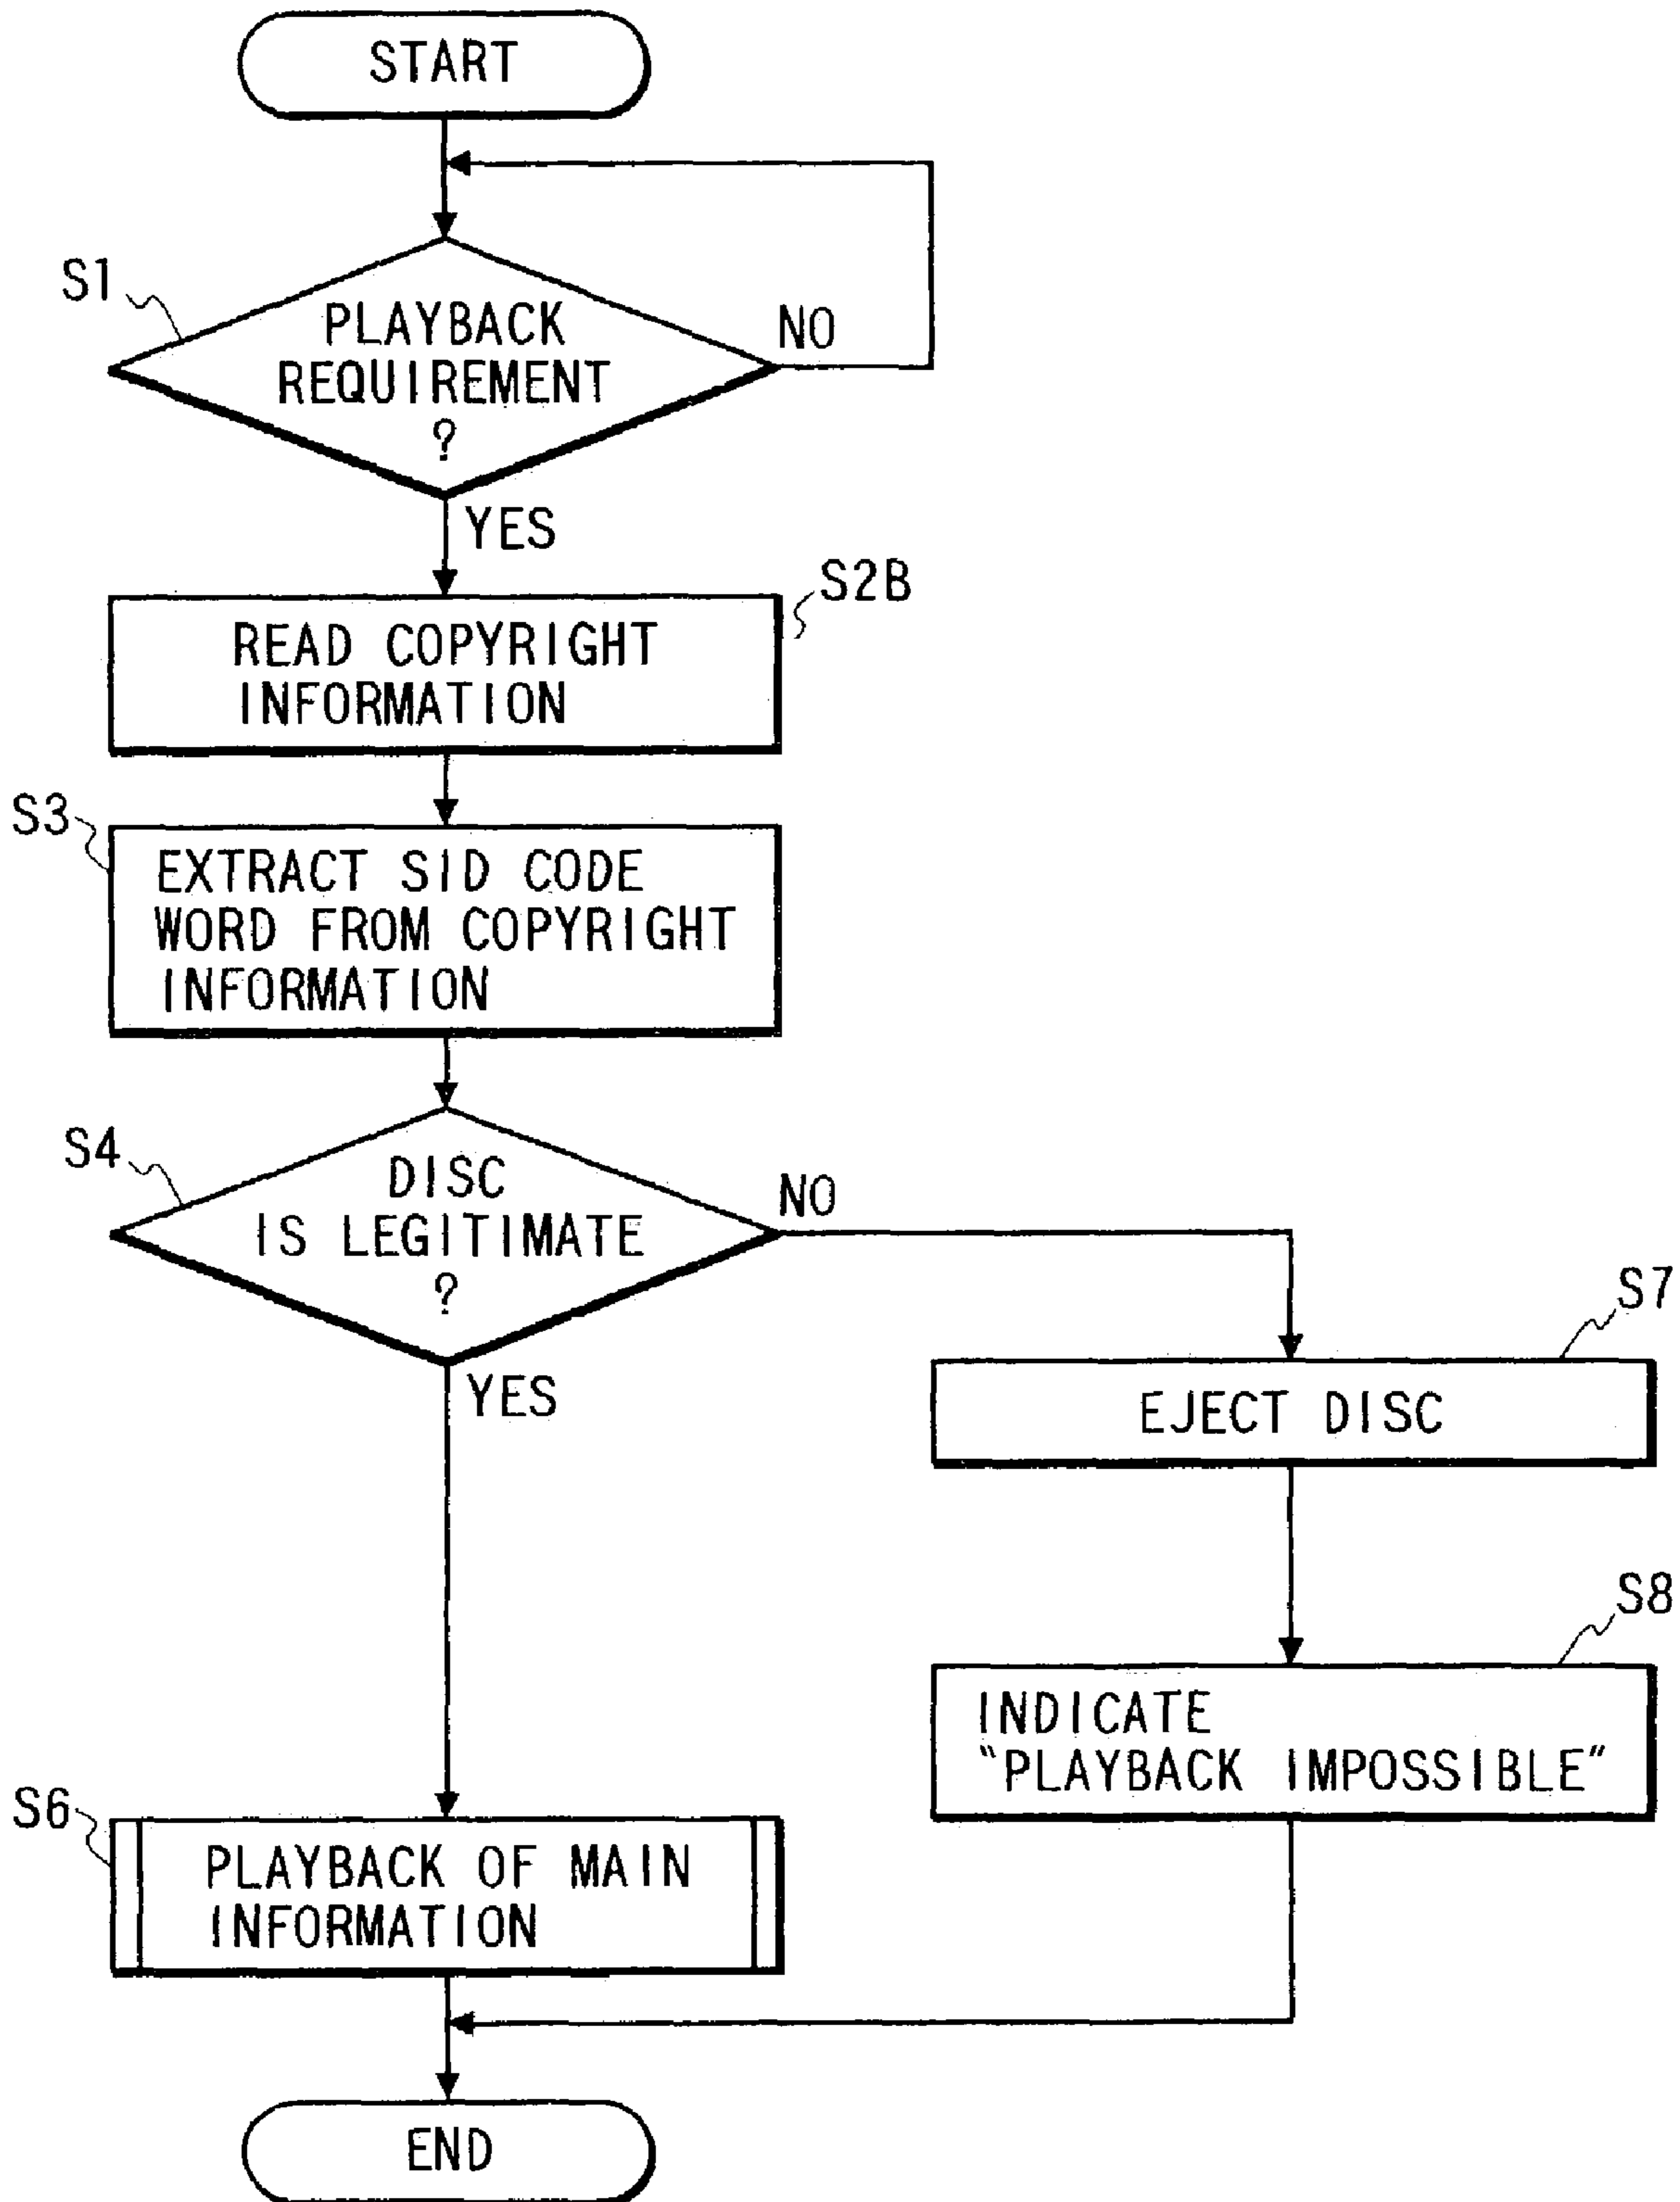 START
S1
PLAYBACK
REQUIREMENT
?
NO
YES
S2B
READ COPYRIGHT
INFORMATION
S3
EXTRACT SID CODE
WORD FROM COPYRIGHT
INFORMATION
S4
DISC
IS LEGITIMATE
?
NO
YES
S7
EJECT DISC
S8
INDICATE
"PLAYBACK IMPOSSIBLE"
S6
PLAYBACK OF MAIN
INFORMATION
END